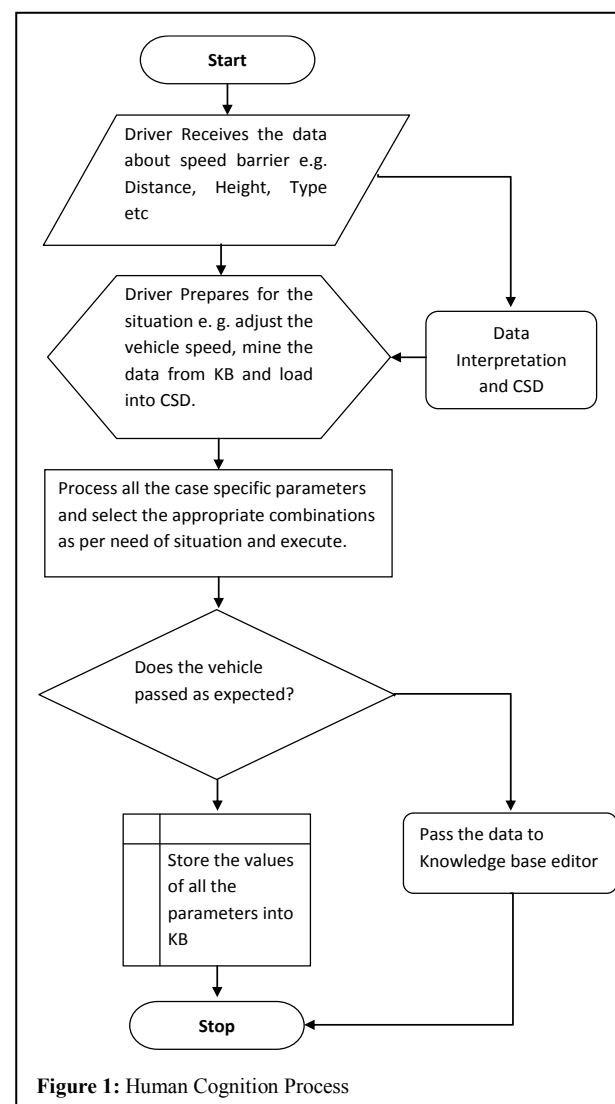 Start
Driver Receives the data
about speed barrier e.g.
Distance, Height, Type
etc
Driver Prepares for the
situation e. g. adjust the
vehicle speed, mine the
data from KB and load
into CSD.
Data
Interpretation
and CSD
Process all the case specific parameters
and select the appropriate combinations
as per need of situation and execute.
Does the vehicle
passed as expected?
Store the values
of all the
parameters into
KB
Pass the data to
Knowledge base editor
Stop
Figure 1: Human Cognition Process